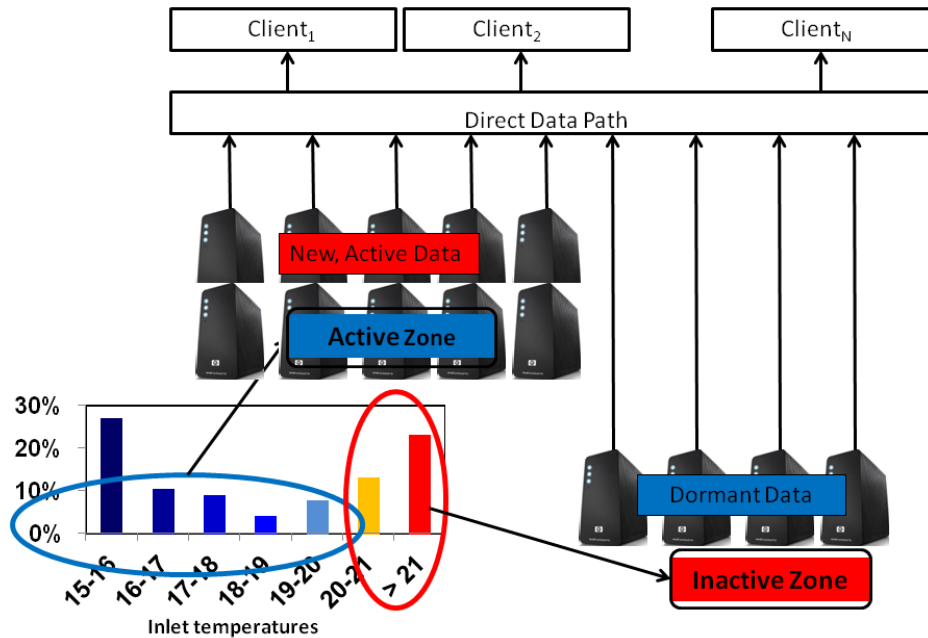 Client₁
Client₂
Client_N
Direct Data Path
New, Active Data
Active Zone
30%
20%
10%
0%
15-16
16-17
17-18
18-19
19-20
20-21
> 21
Inlet temperatures
Dormant Data
Inactive Zone